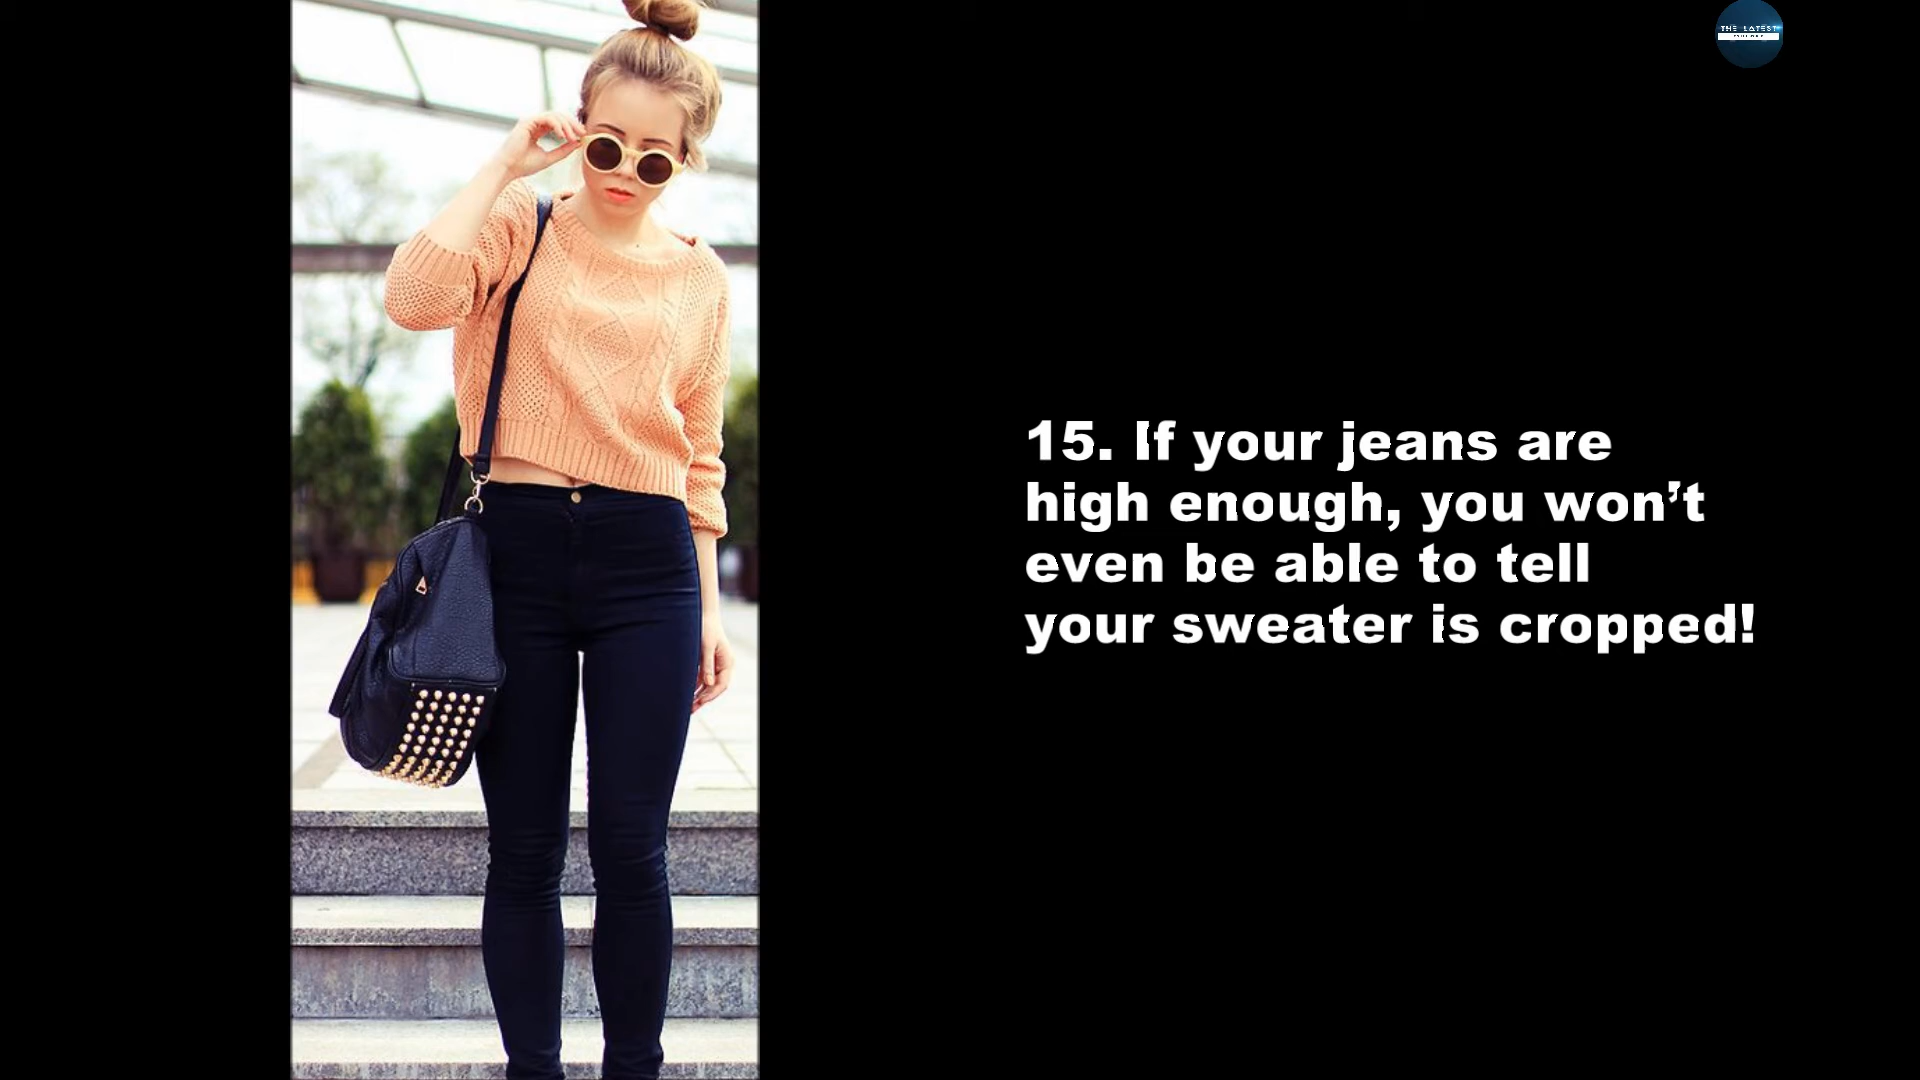 THE LATEST
15. If your jeans are
high enough, you won’t
even be able to tell
your sweater is cropped!